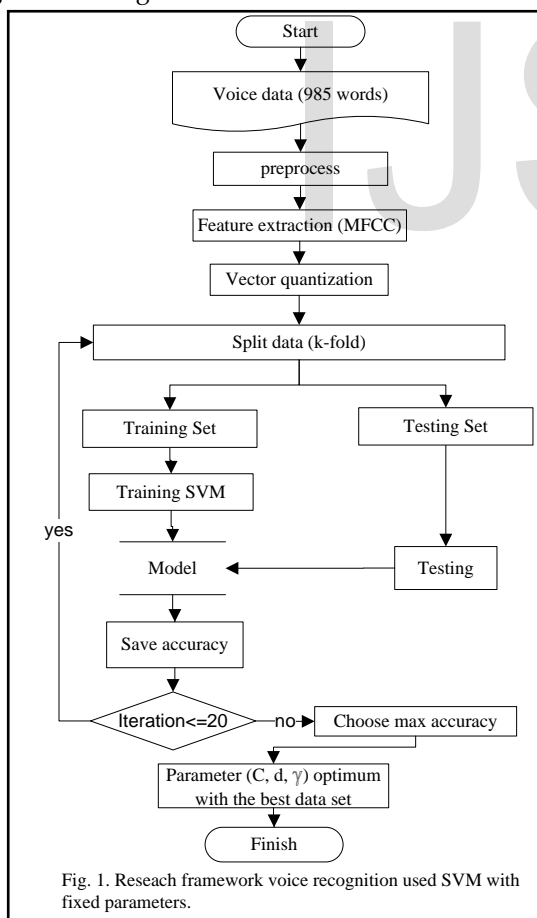 Start
Voice data (985 words)
preprocess
Feature extraction (MFCC)
Vector quantization
Split data (k-fold)
Training Set
Testing Set
Training SVM
yes
Model
Testing
Save accuracy
Iteration<=20
no
Choose max accuracy
Parameter (C, d, γ) optimum
with the best data set
Finish
Fig. 1. Reseach framework voice recognition used SVM with
fixed parameters.
IJS